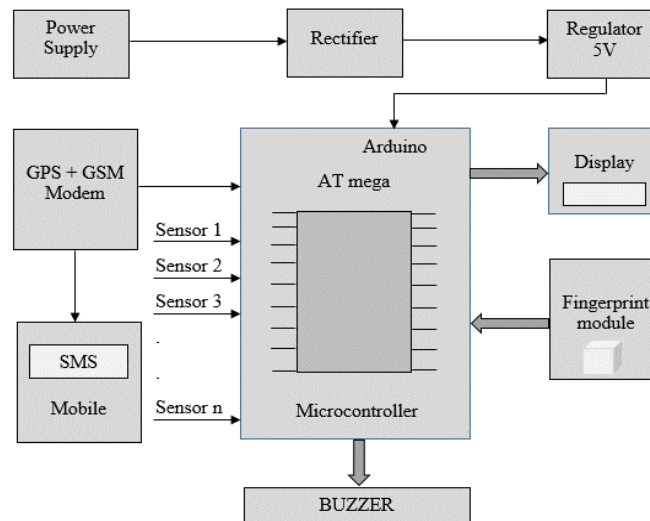 Power
Supply
Rectifier
Regulator
5V
GPS + GSM
Modem
Arduino
AT mega
Display
Sensor 1
Sensor 2
Sensor 3
.
.
Sensor n
SMS
Mobile
Fingerprint
module
Microcontroller
BUZZER